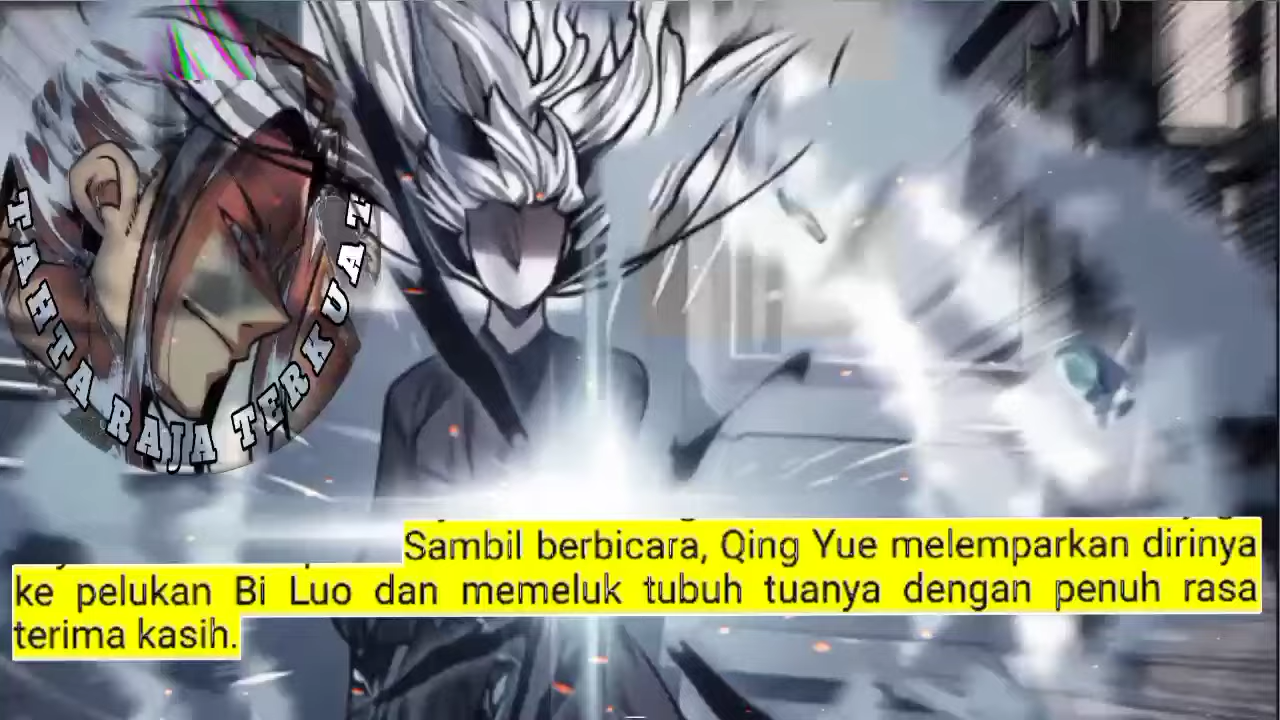 TAHTA RAJA TERKUAT
Sambil berbicara, Qing Yue melemparkan dirinya
ke pelukan Bi Luo dan memeluk tubuh tuanya dengan penuh rasa
terima kasih.